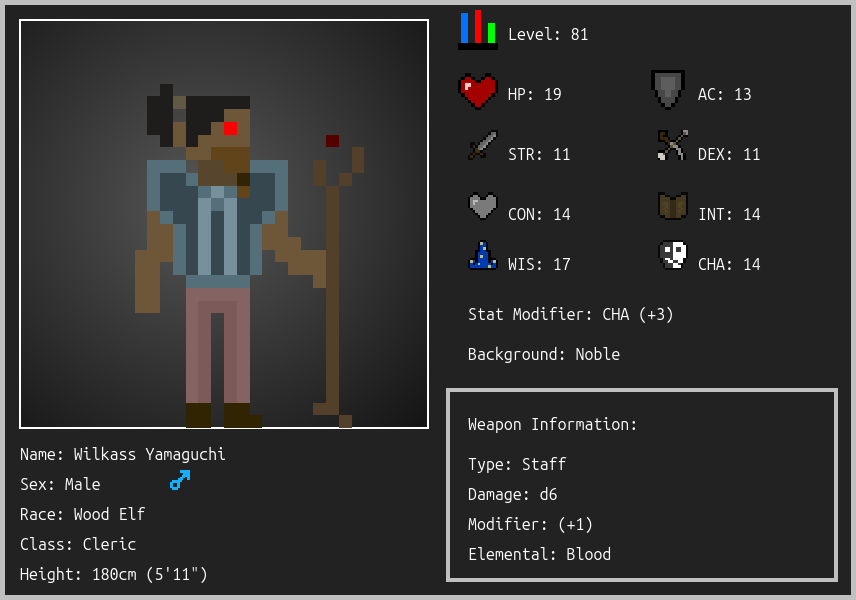 Level: 81
HP: 19
AC: 13
STR: 11
DEX: 11
CON: 14
INT: 14
WIS: 17
CHA: 14
Stat Modifier: CHA (+3)
Background: Noble
Weapon Information:
Type: Staff
Damage: d6
Modifier: (+1)
Elemental: Blood
Name: Wilkass Yamaguchi
Sex: Male
Race: Wood Elf
Class: Cleric
Height: 180cm (5'11")